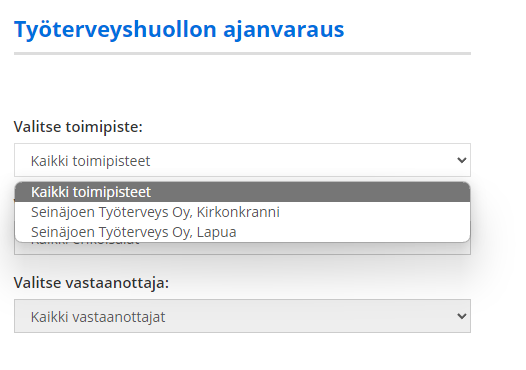 Työterveyshuollon ajanvaraus
Valitse toimipiste:
Kaikki toimipisteet
Kaikki toimipisteet
Seinäjoen Työterveys Oy, Kirkonkranni
Seinäjoen Työterveys Oy, Lapua
Valitse vastaanottaja:
Kaikki vastaanottajat